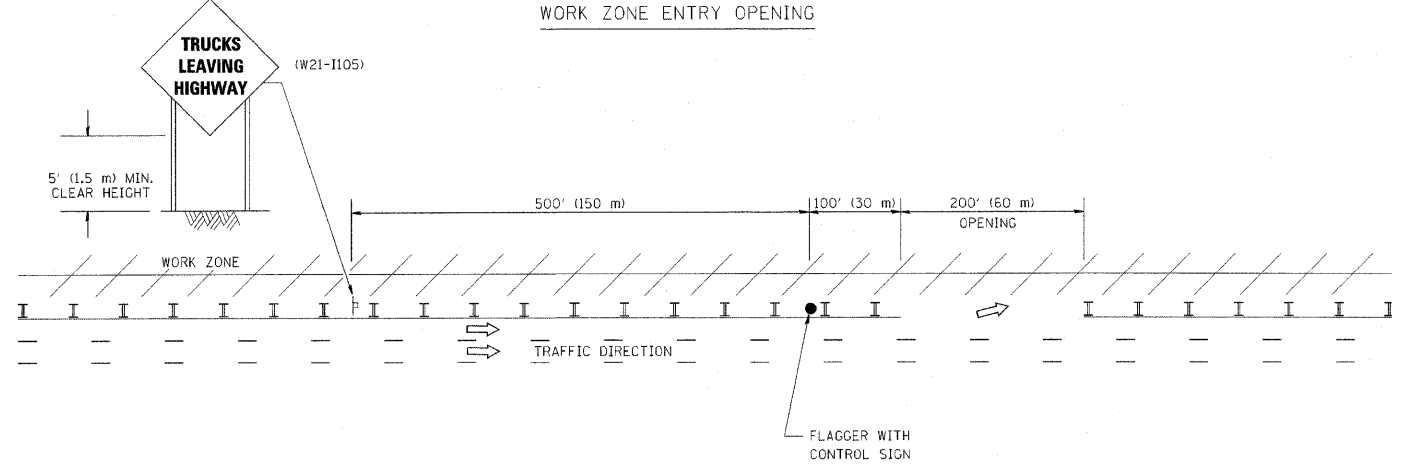 WORK ZONE ENTRY OPENING
TRUCKS
LEAVING
HIGHWAY
(W21-I105)
5' (1.5 m) MIN.
CLEAR HEIGHT
500' (150 m)
100' (30 m)
200' (60 m)
OPENING
WORK ZONE
TRAFFIC DIRECTION
FLAGGER WITH
CONTROL SIGN